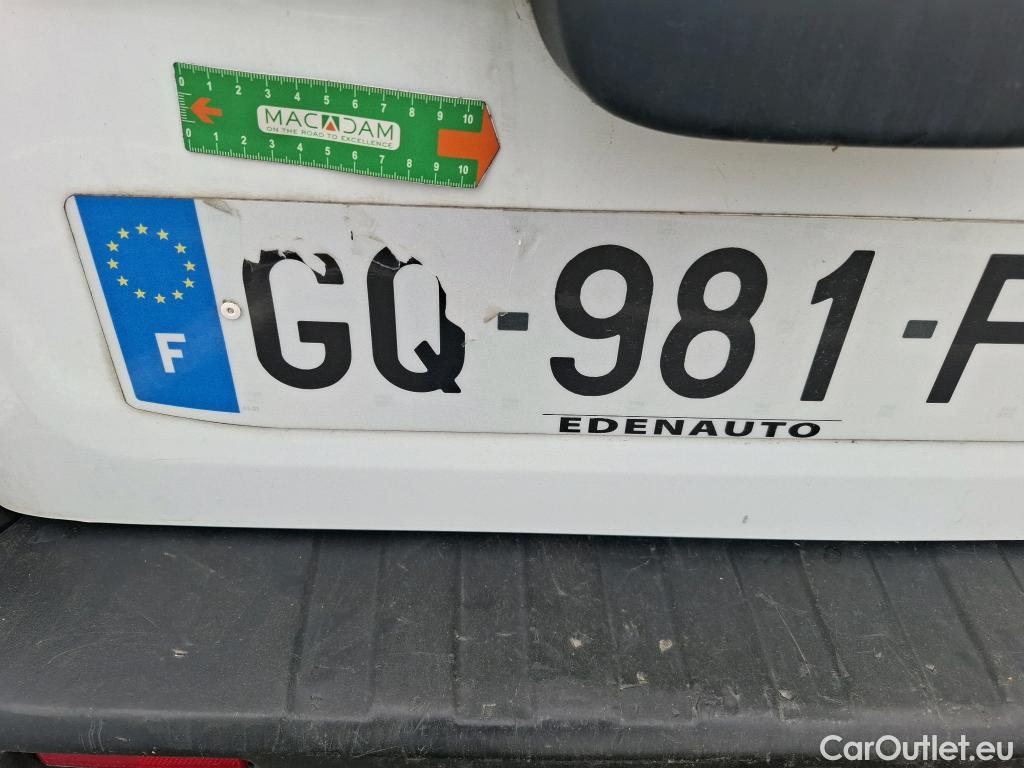 0 1 2 3 4 5 6 7 8 9 10
MACADAM
ON THE ROAD TO EXCELLENCE
0 1 2 3 4 5 6 7 8 9 10
F GQ-981-F
EDENAUTO
CarOutlet.eu